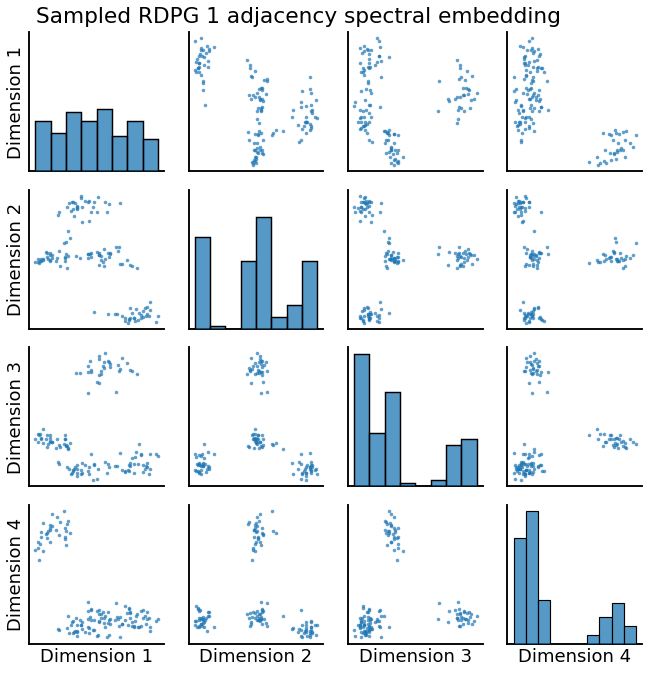 Sampled RDPG 1 adjacency spectral embedding
Dimension 1
Dimension 2
Dimension 3
Dimension 4
Dimension 1 Dimension 2 Dimension 3 Dimension 4